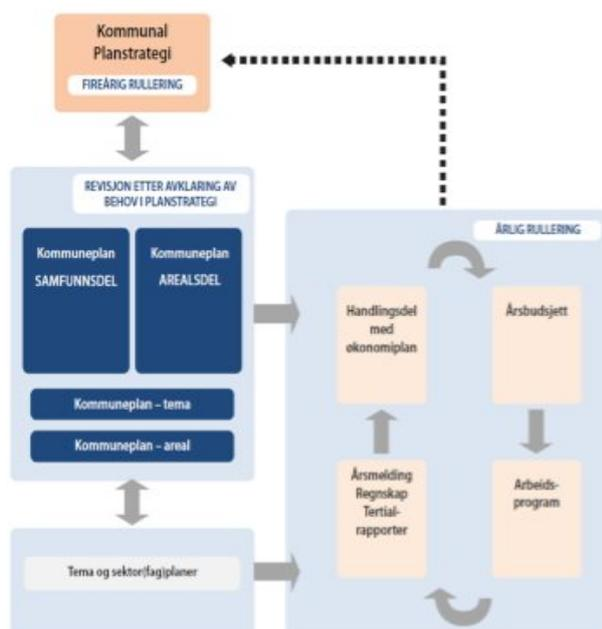 Kommunal
Planstrategi
FIREÅRIG RULLERING
REVISJON ETTER AVKLARING AV
BEHOV I PLANSTRATEGI
Kommuneplan
SAMFUNNSDEL
Kommuneplan
AREALSDEL
Kommuneplan – tema
Kommuneplan – areal
Tema og sektor(fag)planer
ÅRLIG RULLERING
Handlingsdel
med
økonomiplan
Årsbudsjett
Årsmelding
Regnskap
Tertial-
rapporter
Arbeids-
program